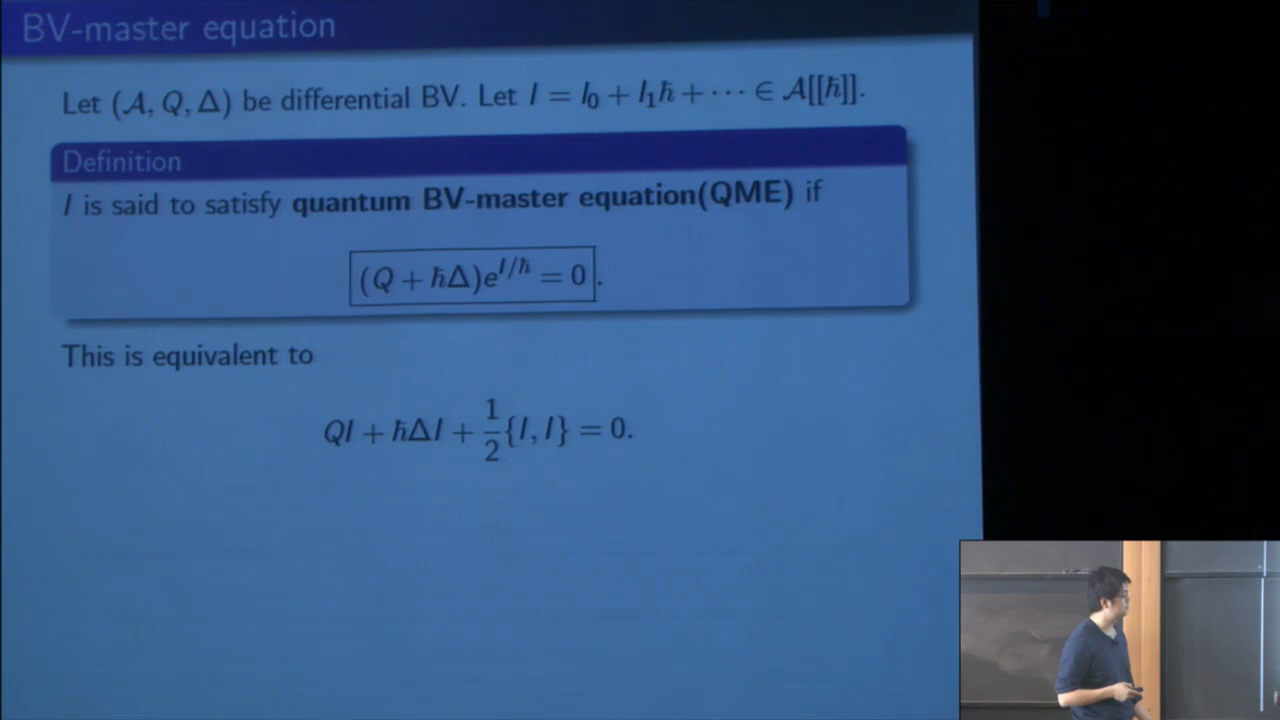 BV-master equation
Let (𝒜, Q, Δ) be differential BV. Let I = I₀ + I₁ħ + ⋯ ∈ 𝒜[[ħ]].
Definition
I is said to satisfy quantum BV-master equation(QME) if
(Q + ħΔ)e^{I/ħ} = 0.
This is equivalent to
QI + ħΔI + \frac{1}{2}{I, I} = 0.